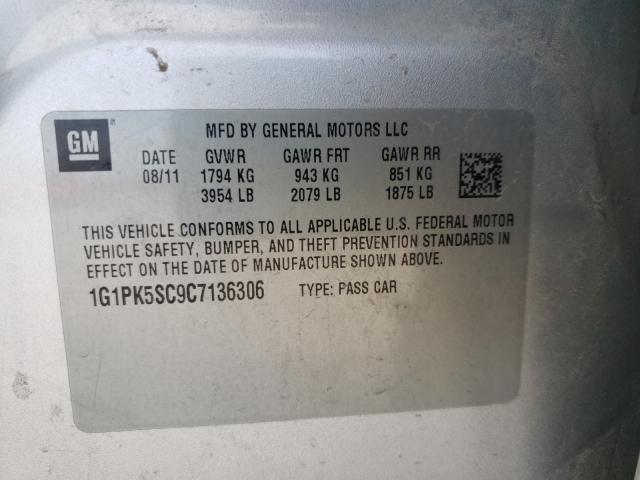 GM ®
MFD BY GENERAL MOTORS LLC
DATE GVWR GAWR FRT GAWR RR
08/11 1794 KG 943 KG 851 KG
3954 LB 2079 LB 1875 LB
THIS VEHICLE CONFORMS TO ALL APPLICABLE U.S. FEDERAL MOTOR
VEHICLE SAFETY, BUMPER, AND THEFT PREVENTION STANDARDS IN
EFFECT ON THE DATE OF MANUFACTURE SHOWN ABOVE.
1G1PK5SC9C7136306 TYPE: PASS CAR